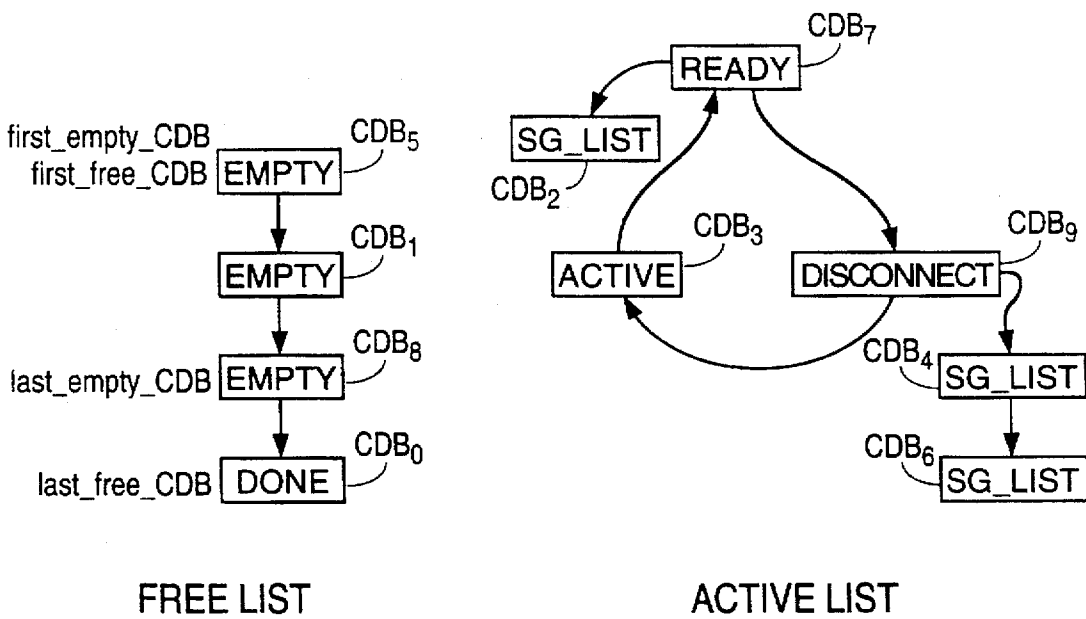 first_empty_CDB
first_free_CDB
EMPTY
CDB5
EMPTY
CDB1
last_empty_CDB
EMPTY
CDB8
last_free_CDB
DONE
CDB0
FREE LIST
READY
CDB7
SG_LIST
CDB2
ACTIVE
CDB3
DISCONNECT
CDB9
CDB4
SG_LIST
CDB6
SG_LIST
ACTIVE LIST